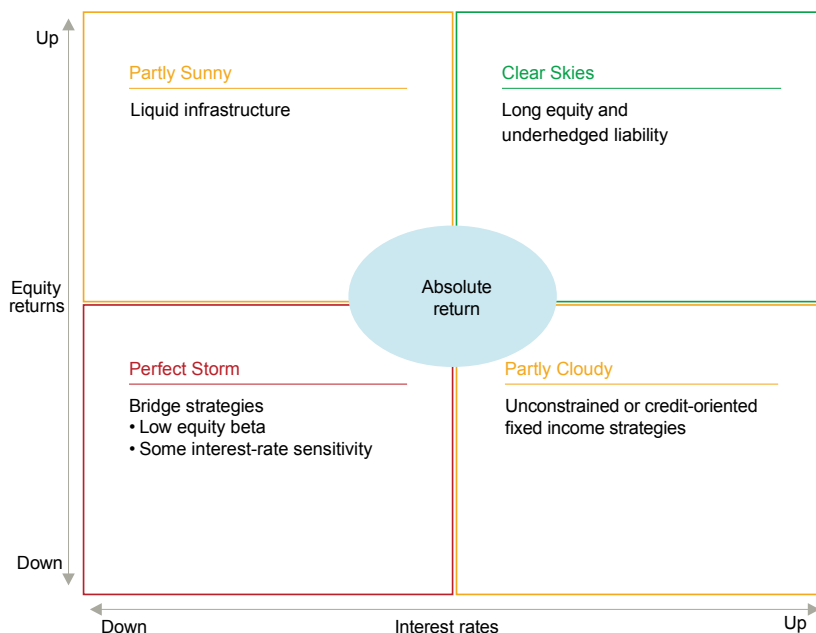 Up
Partly Sunny
Liquid infrastructure
Clear Skies
Long equity and
underhedged liability
Equity
returns
Absolute
return
Perfect Storm
Bridge strategies
• Low equity beta
• Some interest-rate sensitivity
Partly Cloudy
Unconstrained or credit-oriented
fixed income strategies
Down
Down
Interest rates
Up